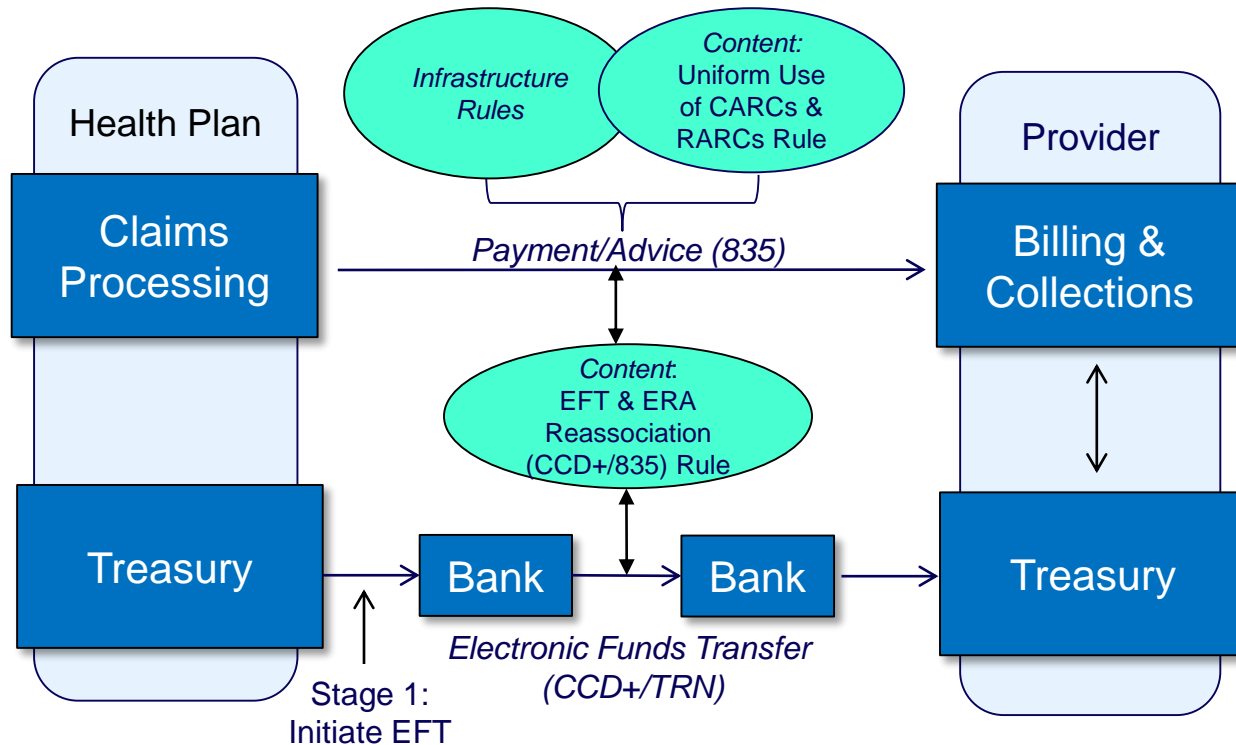 Infrastructure
Rules
Content:
Uniform Use
of CARCs &
RARCs Rule
Health Plan
Provider
Claims
Processing
Payment/Advice (835)
Billing &
Collections
Content:
EFT & ERA
Reassociation
(CCD+/835) Rule
Treasury
Bank
Bank
Treasury
Electronic Funds Transfer
(CCD+/TRN)
Stage 1:
Initiate EFT